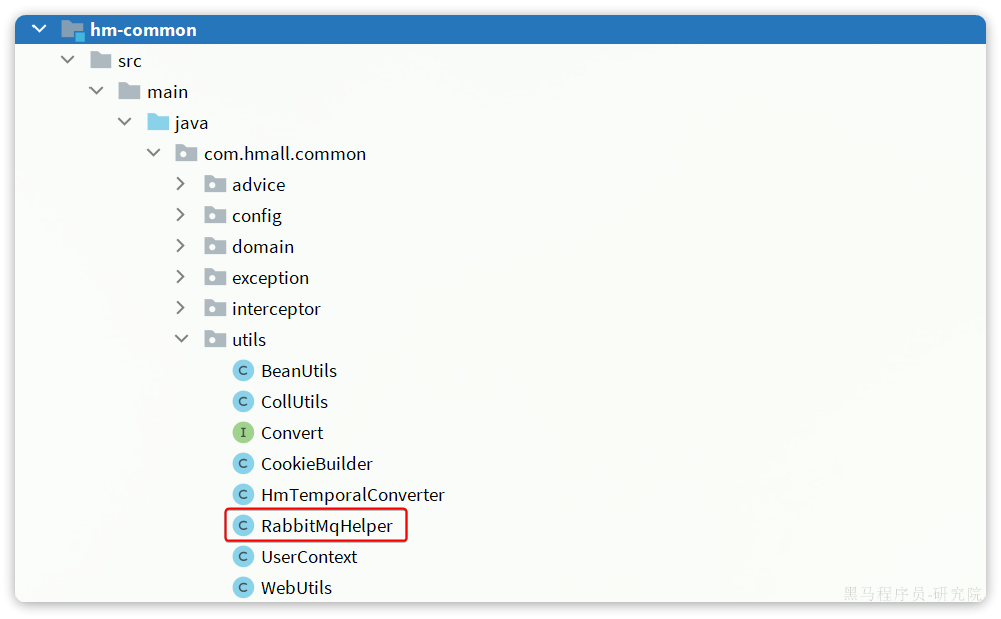 hm-common
src
main
java
com.hmall.common
advice
config
domain
exception
interceptor
utils
C BeanUtils
C CollUtils
I Convert
C CookieBuilder
C HmTemporalConverter
C RabbitMqHelper
C UserContext
C WebUtils
黑马程序员-研究院